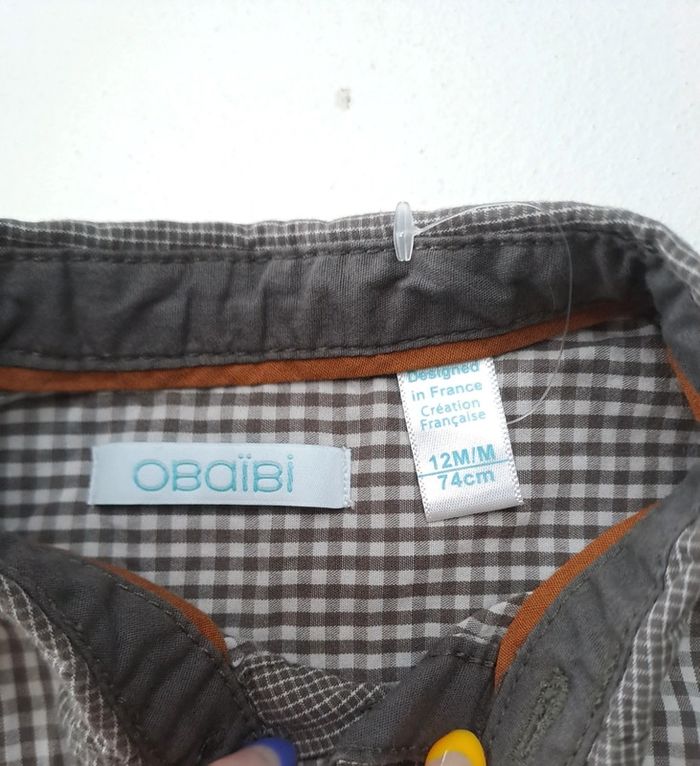 OBaïBi
Designed
in France
Création
Française
12M/M
74cm